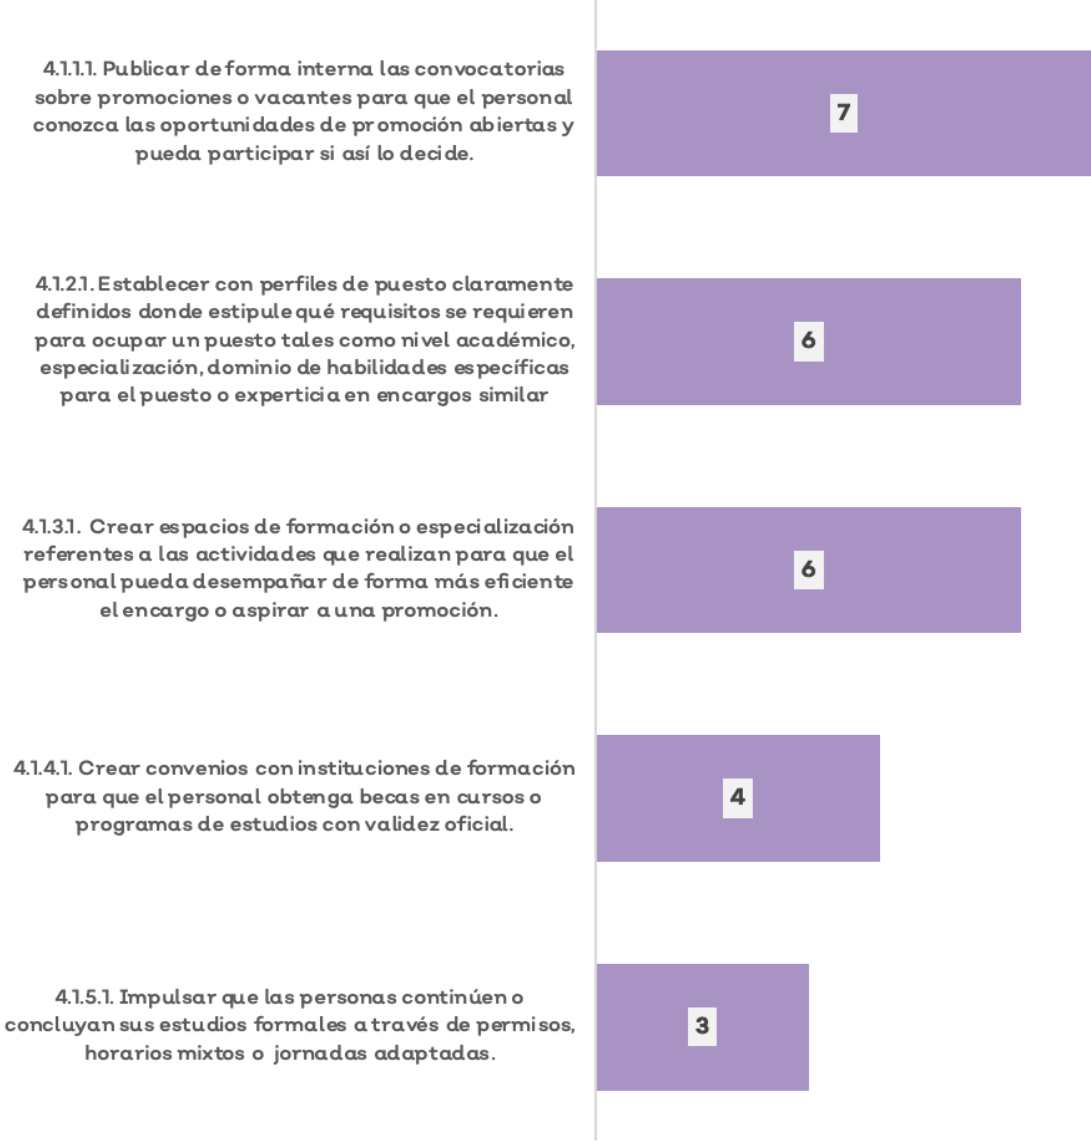 4.1.1.1. Publicar de forma interna las convocatorias
sobre promociones o vacantes para que el personal
conozca las oportunidades de promoción abiertas y
pueda participar si así lo decide.
7
4.1.2.1. Establecer con perfiles de puesto claramente
definidos donde estipule qué requisitos se requieren
para ocupar un puesto tales como nivel académico,
especialización, dominio de habilidades específicas
para el puesto o experticia en encargos similar
6
4.1.3.1. Crear espacios de formación o especialización
referentes a las actividades que realizan para que el
personal pueda desempañar de forma más eficiente
el encargo o aspirar a una promoción.
6
4.1.4.1. Crear convenios con instituciones de formación
para que el personal obtenga becas en cursos o
programas de estudios con validez oficial.
4
4.1.5.1. Impulsar que las personas continúen o
concluyan sus estudios formales a través de permisos,
horarios mixtos o jornadas adaptadas.
3